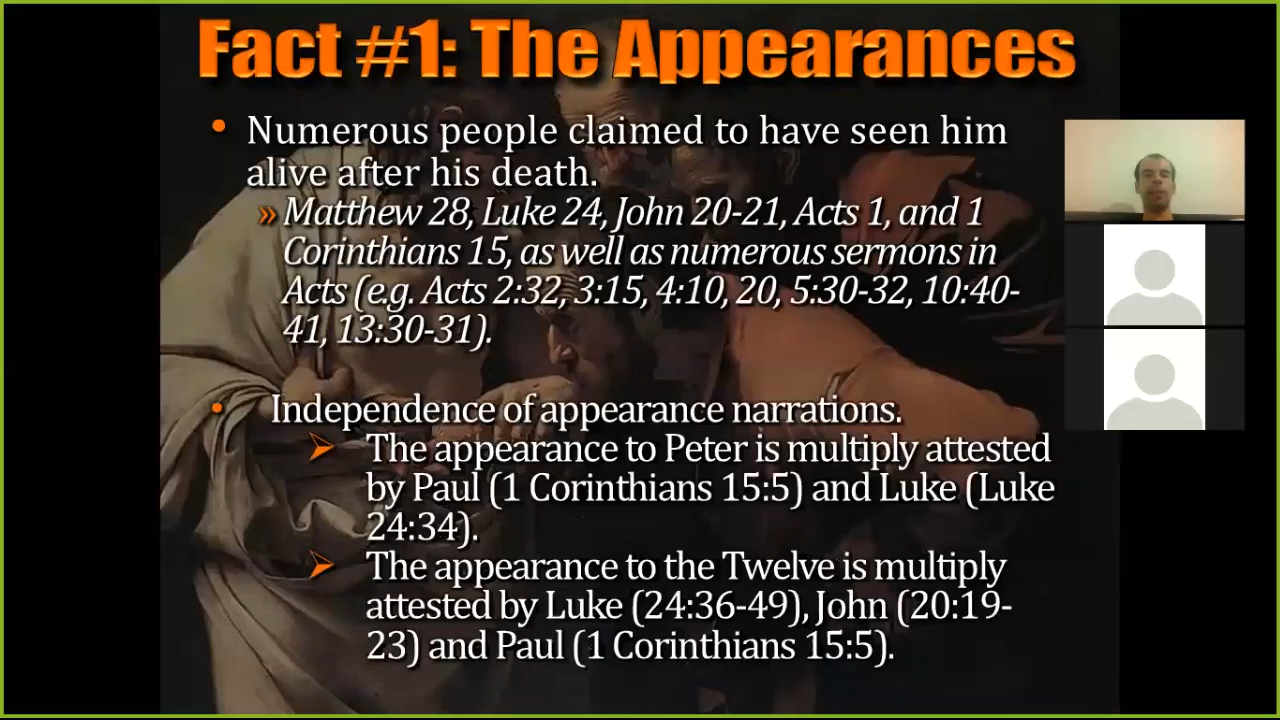 Fact #1: The Appearances
• Numerous people claimed to have seen him
alive after his death.
» Matthew 28, Luke 24, John 20-21, Acts 1, and 1
Corinthians 15, as well as numerous sermons in
Acts (e.g. Acts 2:32, 3:15, 4:10, 20, 5:30-32, 10:40-
41, 13:30-31).
• Independence of appearance narrations.
➢ The appearance to Peter is multiply attested
by Paul (1 Corinthians 15:5) and Luke (Luke
24:34).
➢ The appearance to the Twelve is multiply
attested by Luke (24:36-49), John (20:19-
23) and Paul (1 Corinthians 15:5).